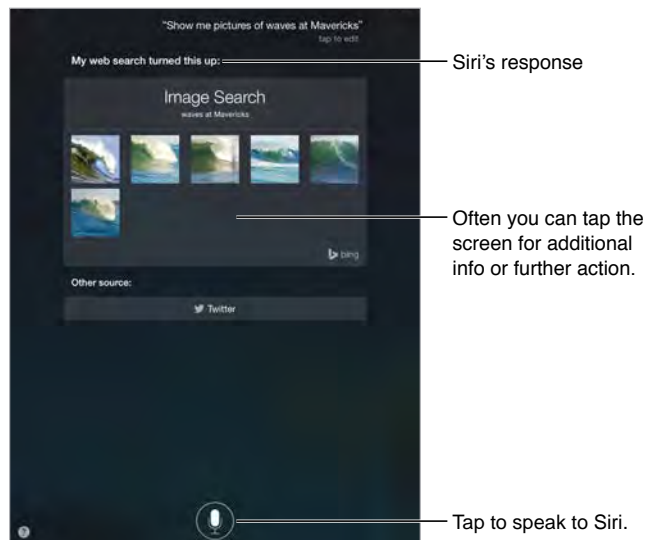 "Show me pictures of waves at Mavericks"
tap to edit
My web search turned this up:
Siri's response
Image Search
waves at Mavericks
Often you can tap the
screen for additional
info or further action.
bing
Other source:
Twitter
Tap to speak to Siri.
?